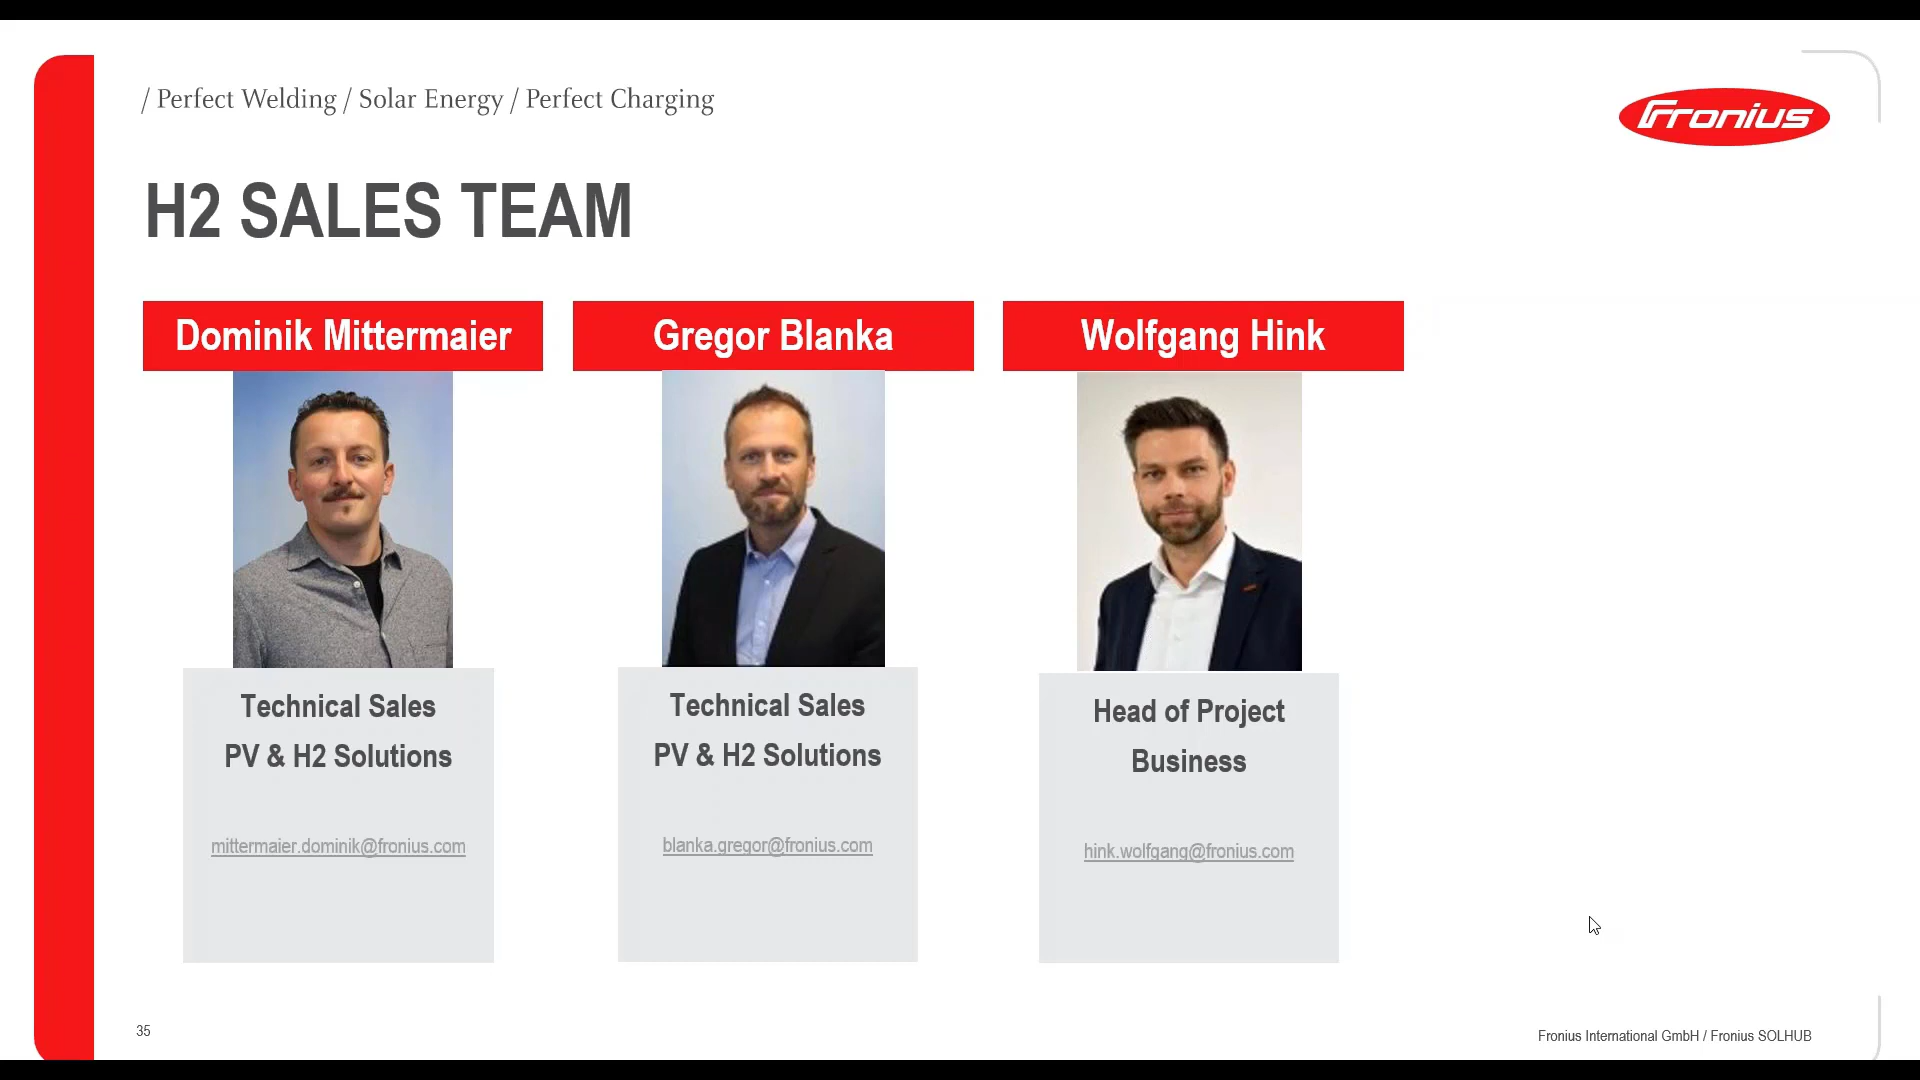 / Perfect Welding / Solar Energy / Perfect Charging
Fronius
H2 SALES TEAM
Dominik Mittermaier
Technical Sales
PV & H2 Solutions
mittermaier.dominik@fronius.com
Gregor Blanka
Technical Sales
PV & H2 Solutions
blanka.gregor@fronius.com
Wolfgang Hink
Head of Project
Business
hink.wolfgang@fronius.com
35
Fronius International GmbH / Fronius SOLHUB